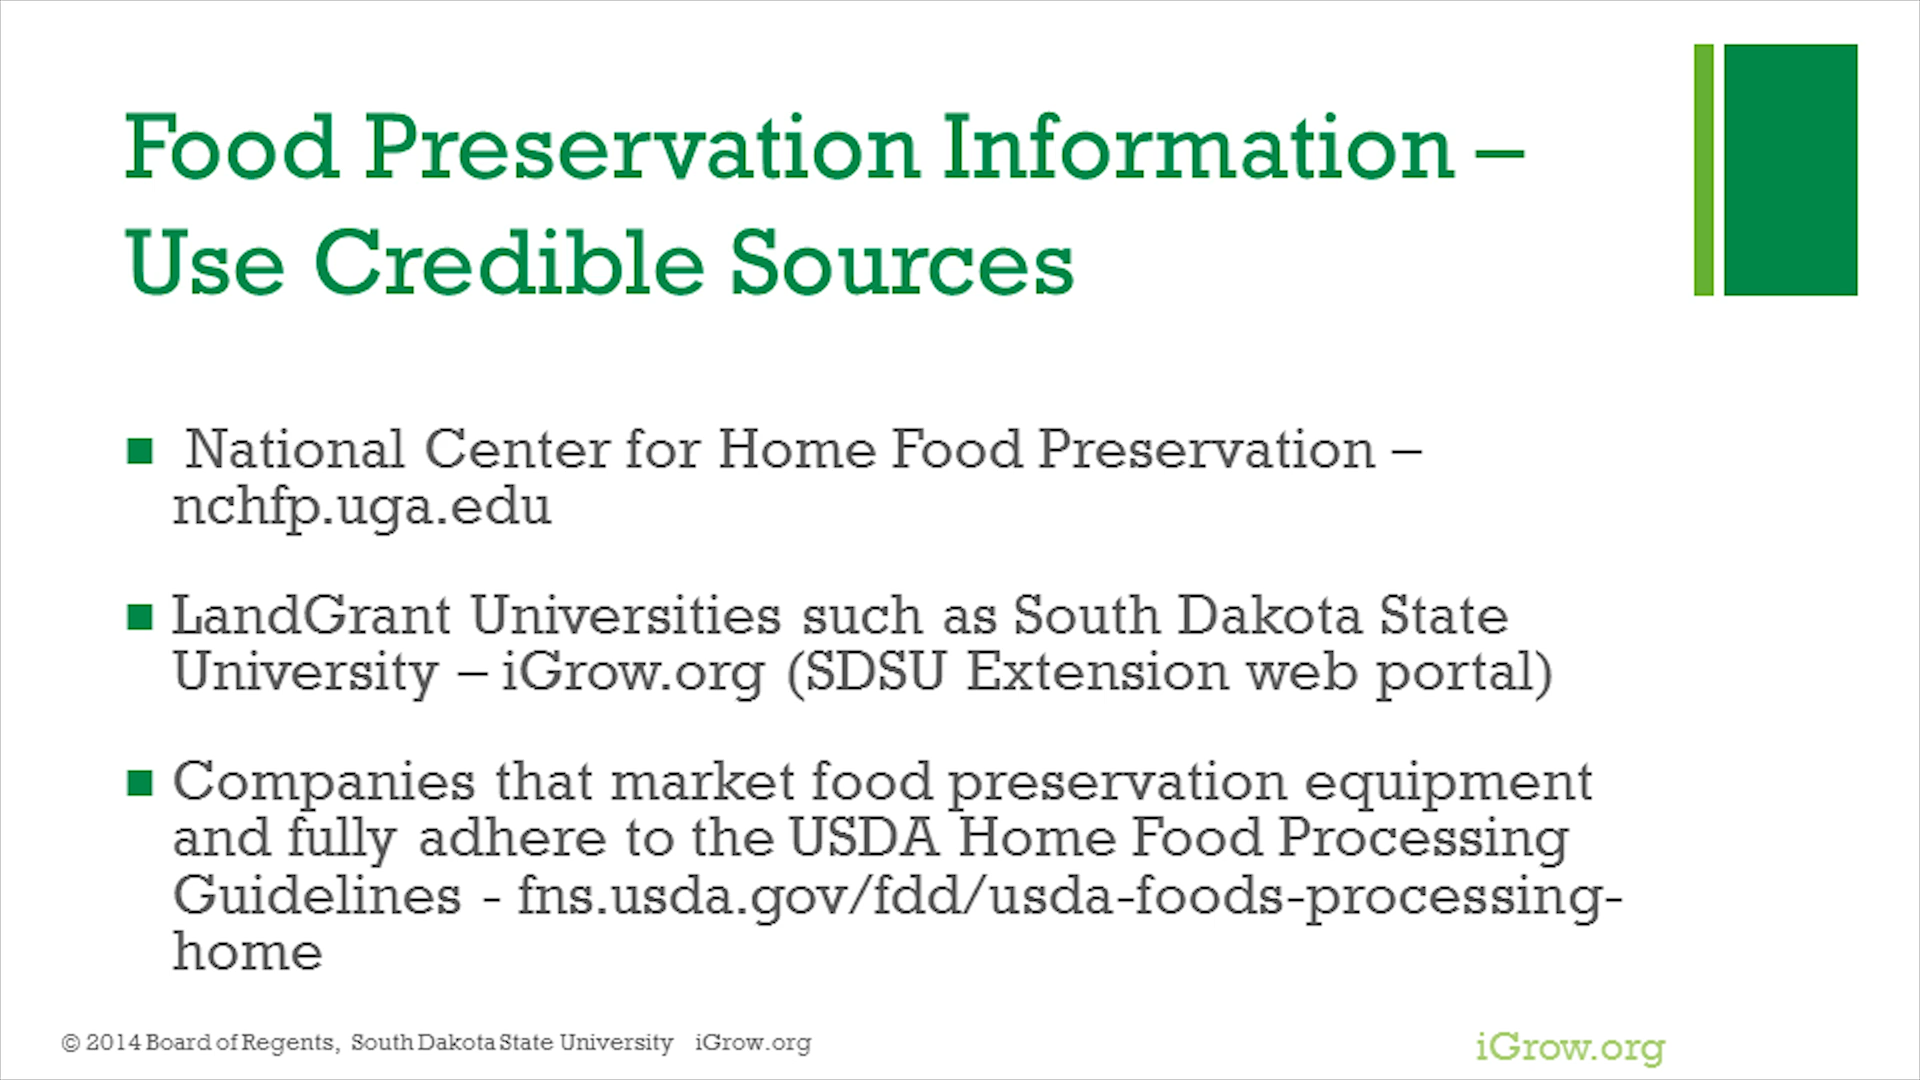 Food Preservation Information –
Use Credible Sources
National Center for Home Food Preservation –
nchfp.uga.edu
LandGrant Universities such as South Dakota State
University – iGrow.org (SDSU Extension web portal)
Companies that market food preservation equipment
and fully adhere to the USDA Home Food Processing
Guidelines - fns.usda.gov/fdd/usda-foods-processing-
home
© 2014 Board of Regents, South Dakota State University iGrow.org
iGrow.org